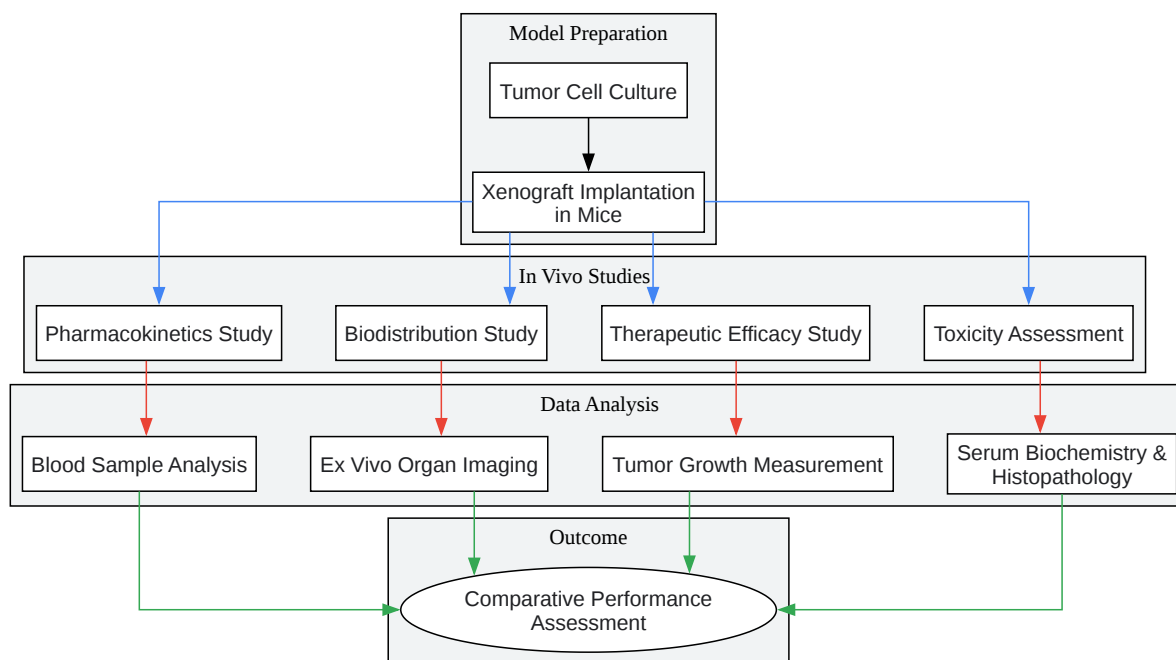 Model Preparation
Tumor Cell Culture
Xenograft Implantation
in Mice
In Vivo Studies
Pharmacokinetics Study
Biodistribution Study
Therapeutic Efficacy Study
Toxicity Assessment
Data Analysis
Blood Sample Analysis
Ex Vivo Organ Imaging
Tumor Growth Measurement
Serum Biochemistry &
Histopathology
Outcome
Comparative Performance
Assessment